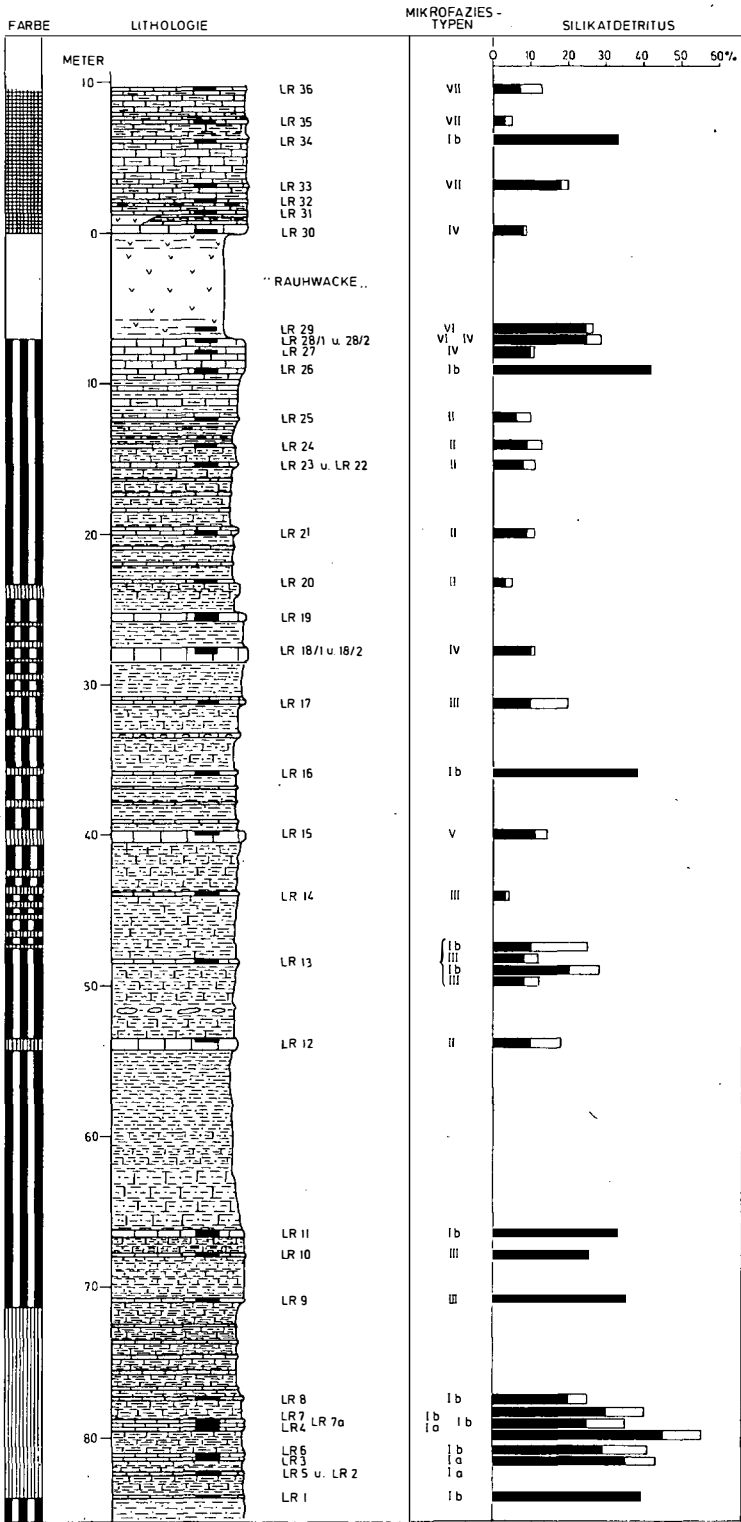 FARBE LITHOLOGIE MIKROFAZIES- TYPEN SILIKATDETRITUS
METER 0 10 20 30 40 50 60%
10
LR 36 VII
LR 35 VII
LR 34 I b
LR 33 VII
LR 32
LR 31
0 LR 30 IV
"RAUHWACKE"
LR 29 VI
LR 28/1 u. 28/2 VI IV
LR 27 IV
LR 26 I b
10
LR 25 II
LR 24 II
LR 23 u. LR 22 II
20 LR 21 II
LR 20 II
LR 19
LR 18/1 u. 18/2 IV
30
LR 17 III
LR 16 I b
40 LR 15 V
LR 14 III
I b
III
LR 13 I b
III
50
LR 12 II
60
LR 11 I b
LR 10 III
70
LR 9 III
LR 8 I b
LR 7 I b
LR 7a I b
LR 4 I a
80
LR 6 I b
LR 3 I a
LR 5 u. LR 2 I a
LR 1 I b